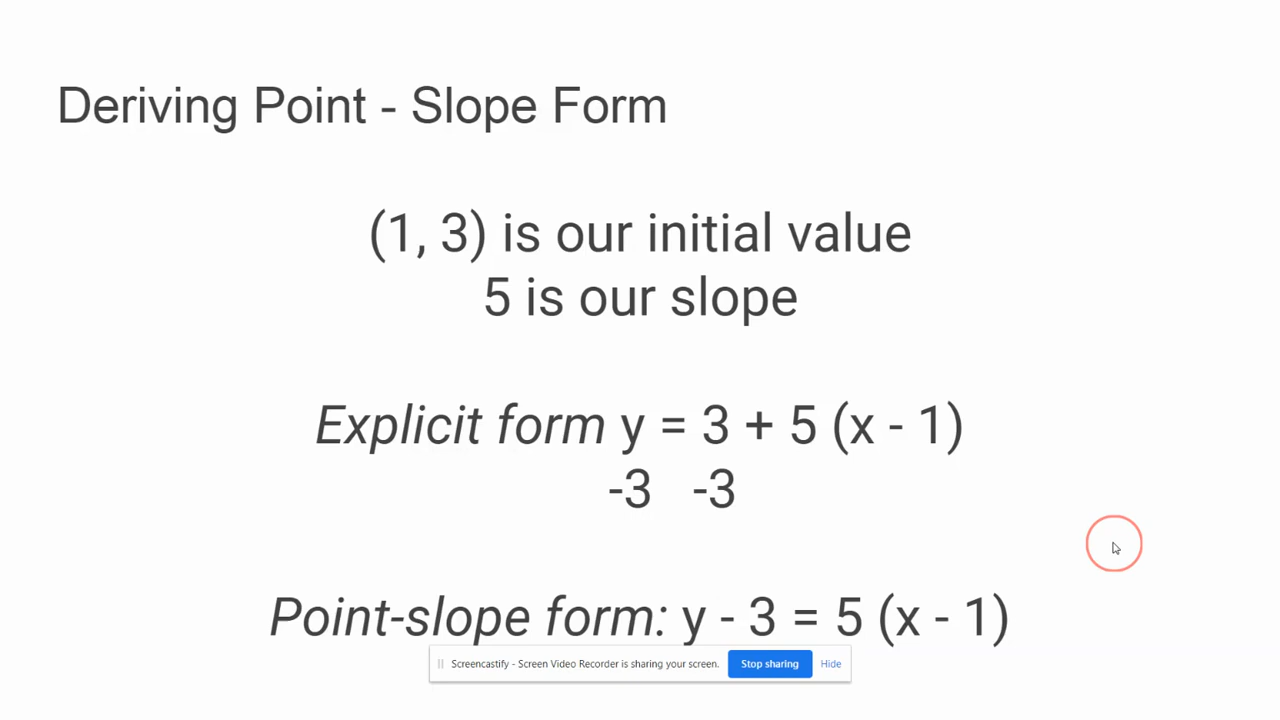 Deriving Point - Slope Form
(1, 3) is our initial value
5 is our slope
Explicit form y = 3 + 5 (x - 1)
-3 -3
Point-slope form: y - 3 = 5 (x - 1)
Screencastify - Screen Video Recorder is sharing your screen. Stop sharing Hide